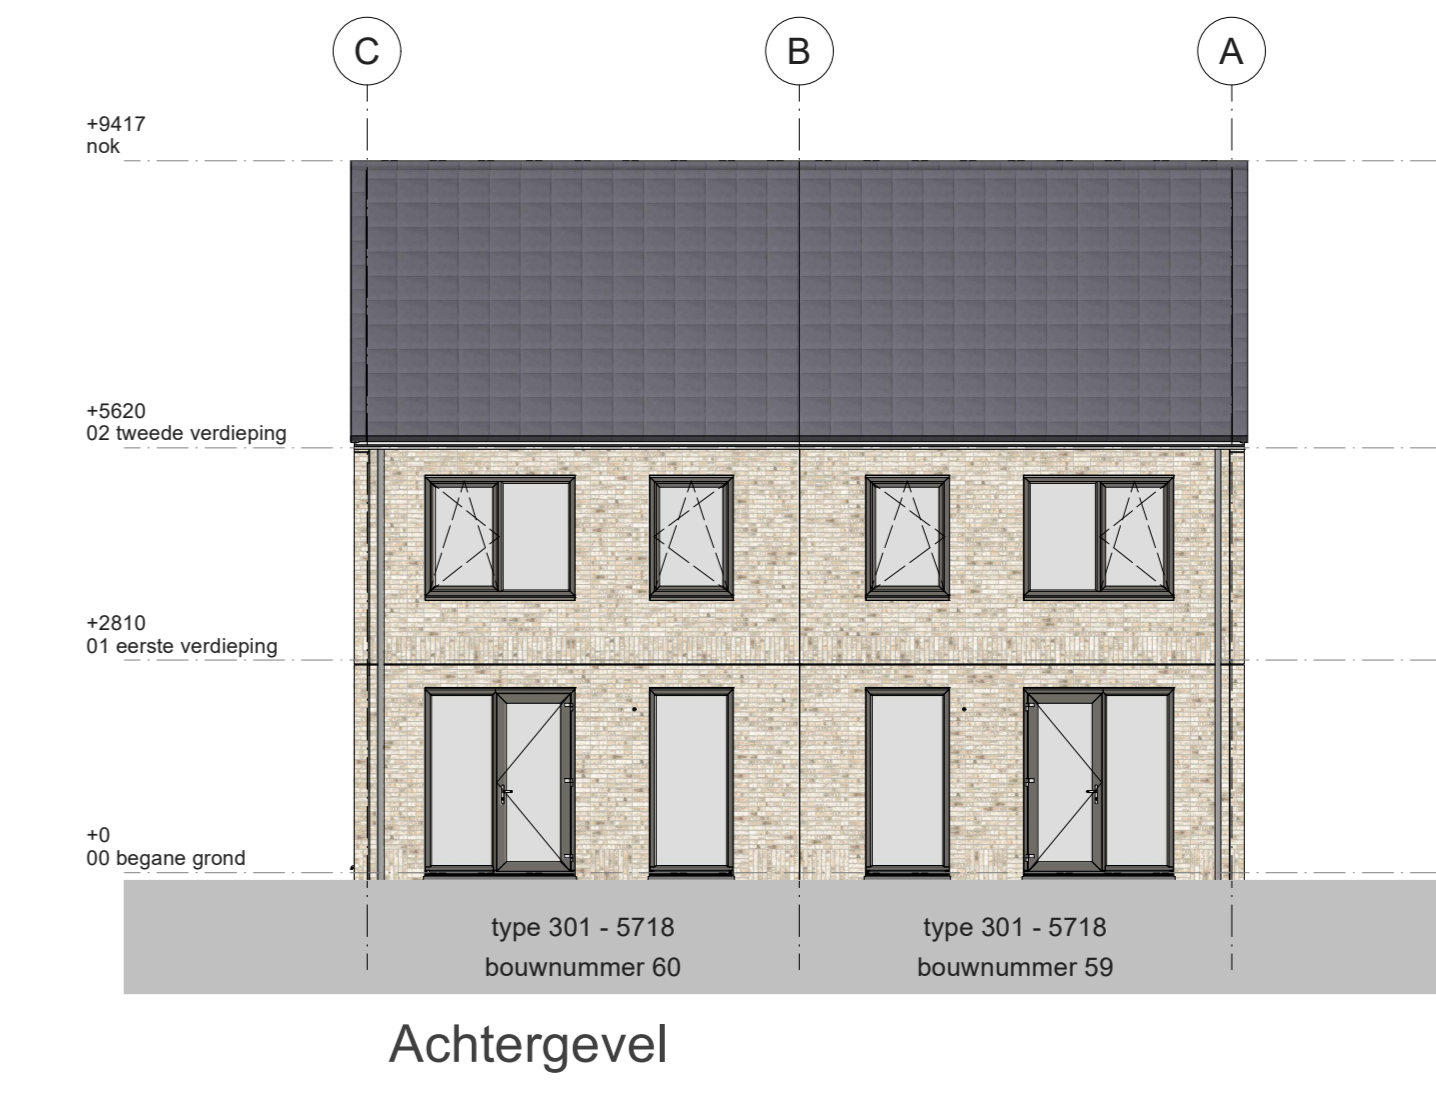 C
B
A
+9417
nok
+5620
02 tweede verdieping
+2810
01 eerste verdieping
+0
00 begane grond
type 301 - 5718
bouwnummer 60
type 301 - 5718
bouwnummer 59
Achtergevel